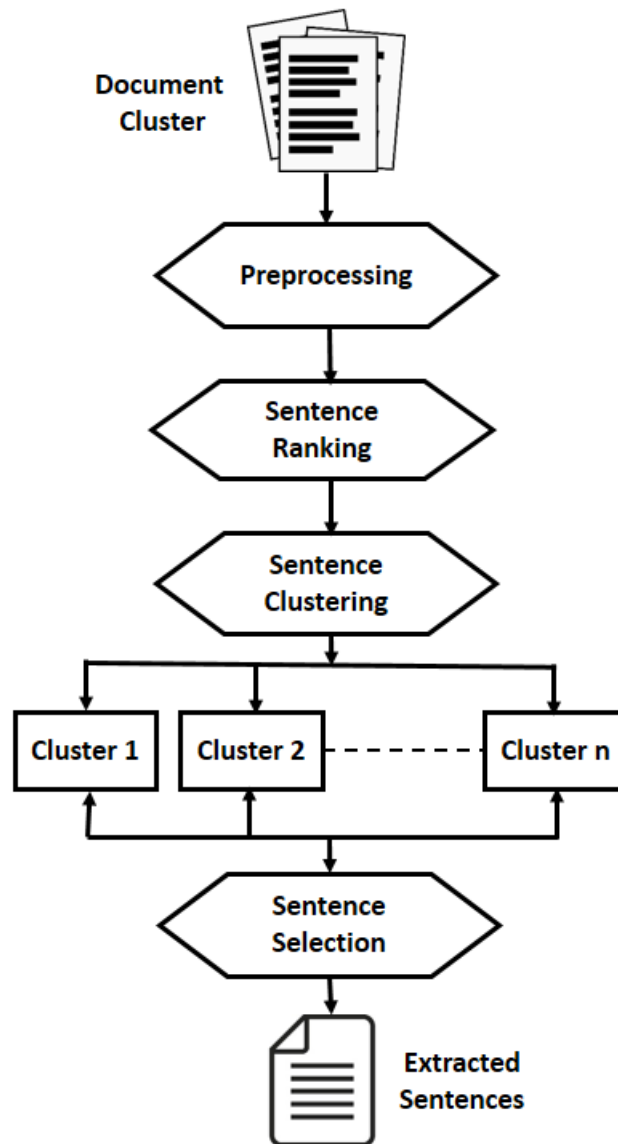 Document
Cluster
Preprocessing
Sentence
Ranking
Sentence
Clustering
Cluster 1
Cluster 2
Cluster n
Sentence
Selection
Extracted
Sentences